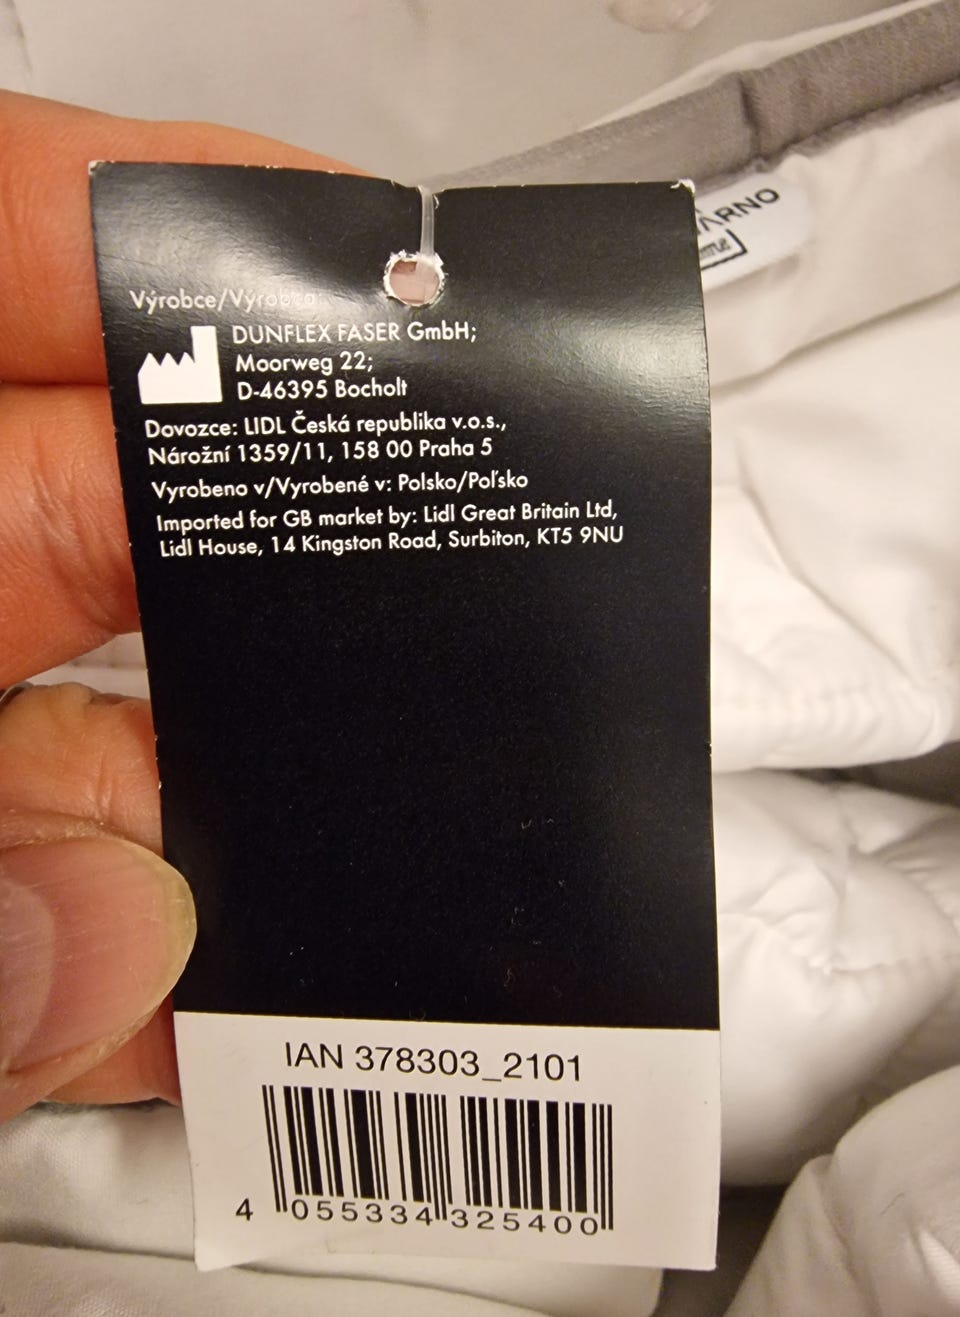 Výrobce/Výrobca:
DUNFLEX FASER GmbH;
Moorweg 22;
D-46395 Bocholt
Dovozce: LIDL Česká republika v.o.s.,
Nárožní 1359/11, 158 00 Praha 5
Vyrobeno v/Vyrobené v: Polsko/Poľsko
Imported for GB market by: Lidl Great Britain Ltd,
Lidl House, 14 Kingston Road, Surbiton, KT5 9NU
IAN 378303_2101
4 055334 325400